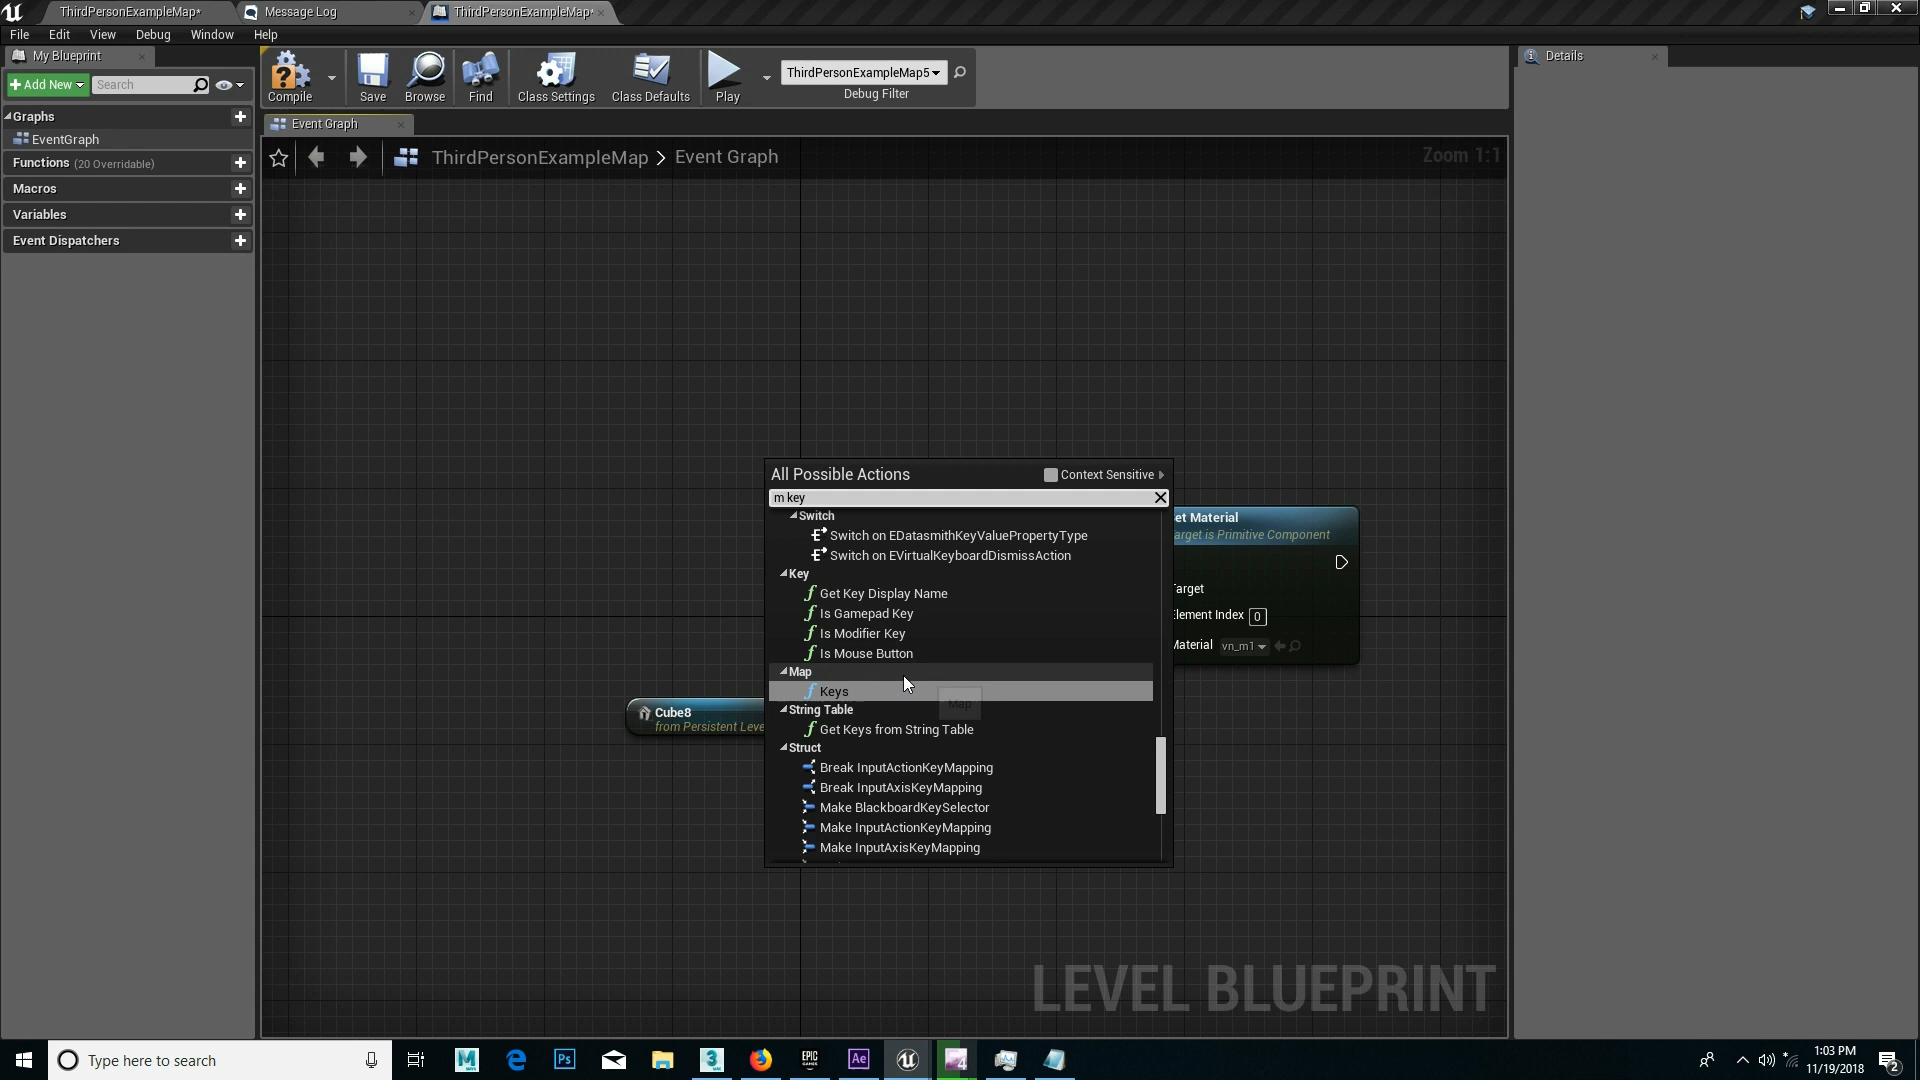 ThirdPersonExampleMap*
Message Log
ThirdPersonExampleMap*
File
Edit
View
Debug
Window
Help
My Blueprint
Details
Add New
Search
Graphs
EventGraph
Functions (20 Overridable)
Macros
Variables
Event Dispatchers
Compile
Save
Browse
Find
Class Settings
Class Defaults
Play
ThirdPersonExampleMap5
Debug Filter
Event Graph
ThirdPersonExampleMap > Event Graph
Zoom 1:1
All Possible Actions
Context Sensitive
m key
Switch
Switch on EDatasmithKeyValuePropertyType
Switch on EVirtualKeyboardDismissAction
Key
Get Key Display Name
Is Gamepad Key
Is Modifier Key
Is Mouse Button
Map
Keys
Map
String Table
Get Keys from String Table
Struct
Break InputActionKeyMapping
Break InputAxisKeyMapping
Make BlackboardKeySelector
Make InputActionKeyMapping
Make InputAxisKeyMapping
Cube8
from Persistent Leve
et Material
arget is Primitive Component
Target
Element Index 0
Material vn_m1
LEVEL BLUEPRINT
Type here to search
1:03 PM
11/19/2018
2